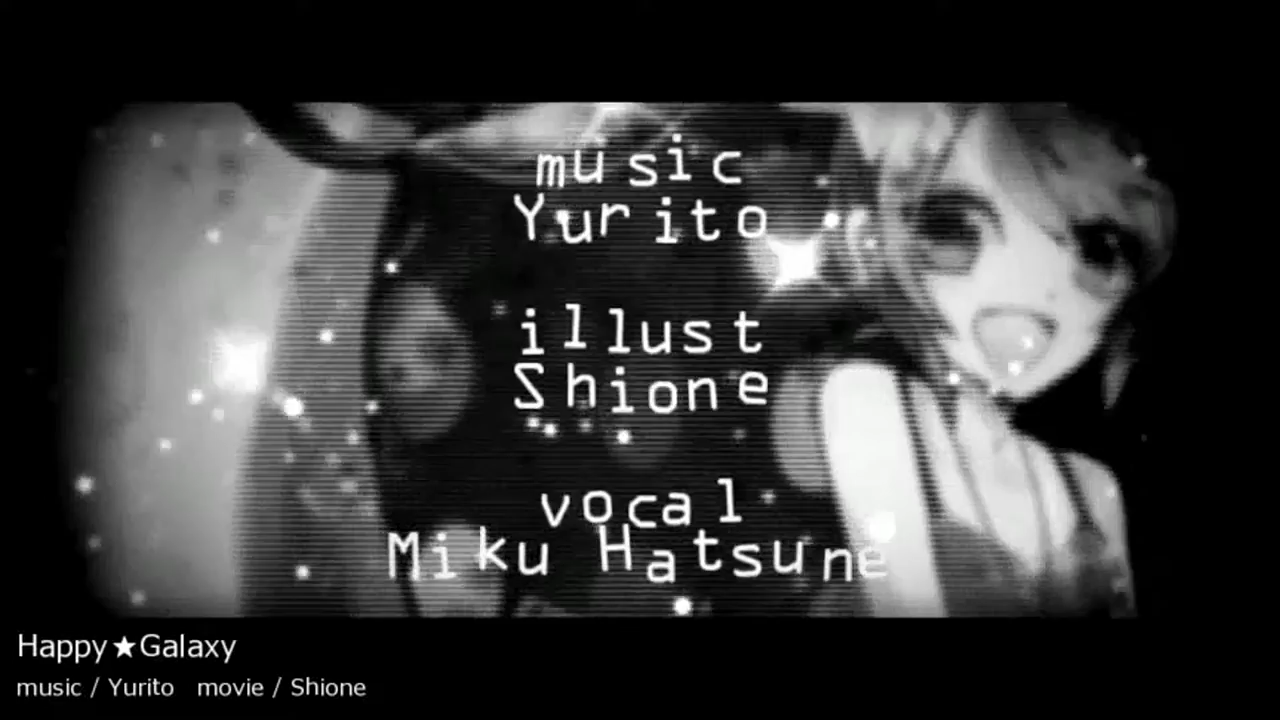 music
Yurito
illust
Shione
vocal
Miku Hatsune
Happy★Galaxy
music / Yurito movie / Shione